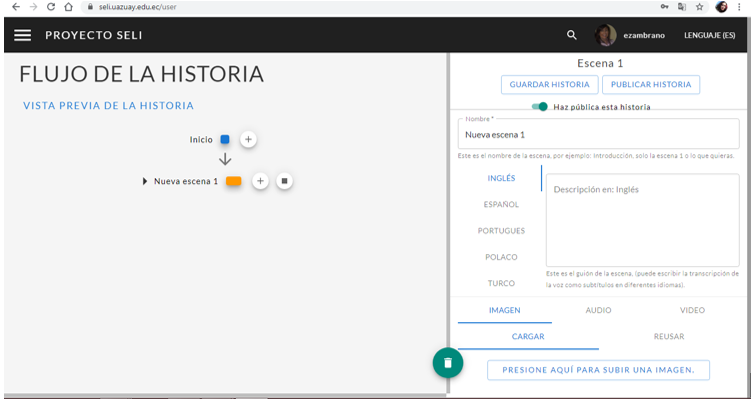 seli.uazuay.edu.ec/user
PROYECTO SELI
ezambrano
LENGUAJE (ES)
FLUJO DE LA HISTORIA
VISTA PREVIA DE LA HISTORIA
Inicio
Nueva escena 1
Escena 1
GUARDAR HISTORIA
PUBLICAR HISTORIA
Haz pública esta historia
Nombre *
Nueva escena 1
Este es el nombre de la escena, por ejemplo: Introducción, solo la escena 1 o lo que quieras.
INGLÉS
ESPAÑOL
PORTUGUES
POLACO
TURCO
Descripción en: Inglés
Este es el guión de la escena. (puede escribir la transcripción de
la voz como subtítulos en diferentes idiomas).
IMAGEN
AUDIO
VIDEO
CARGAR
REUSAR
PRESIONE AQUÍ PARA SUBIR UNA IMAGEN.